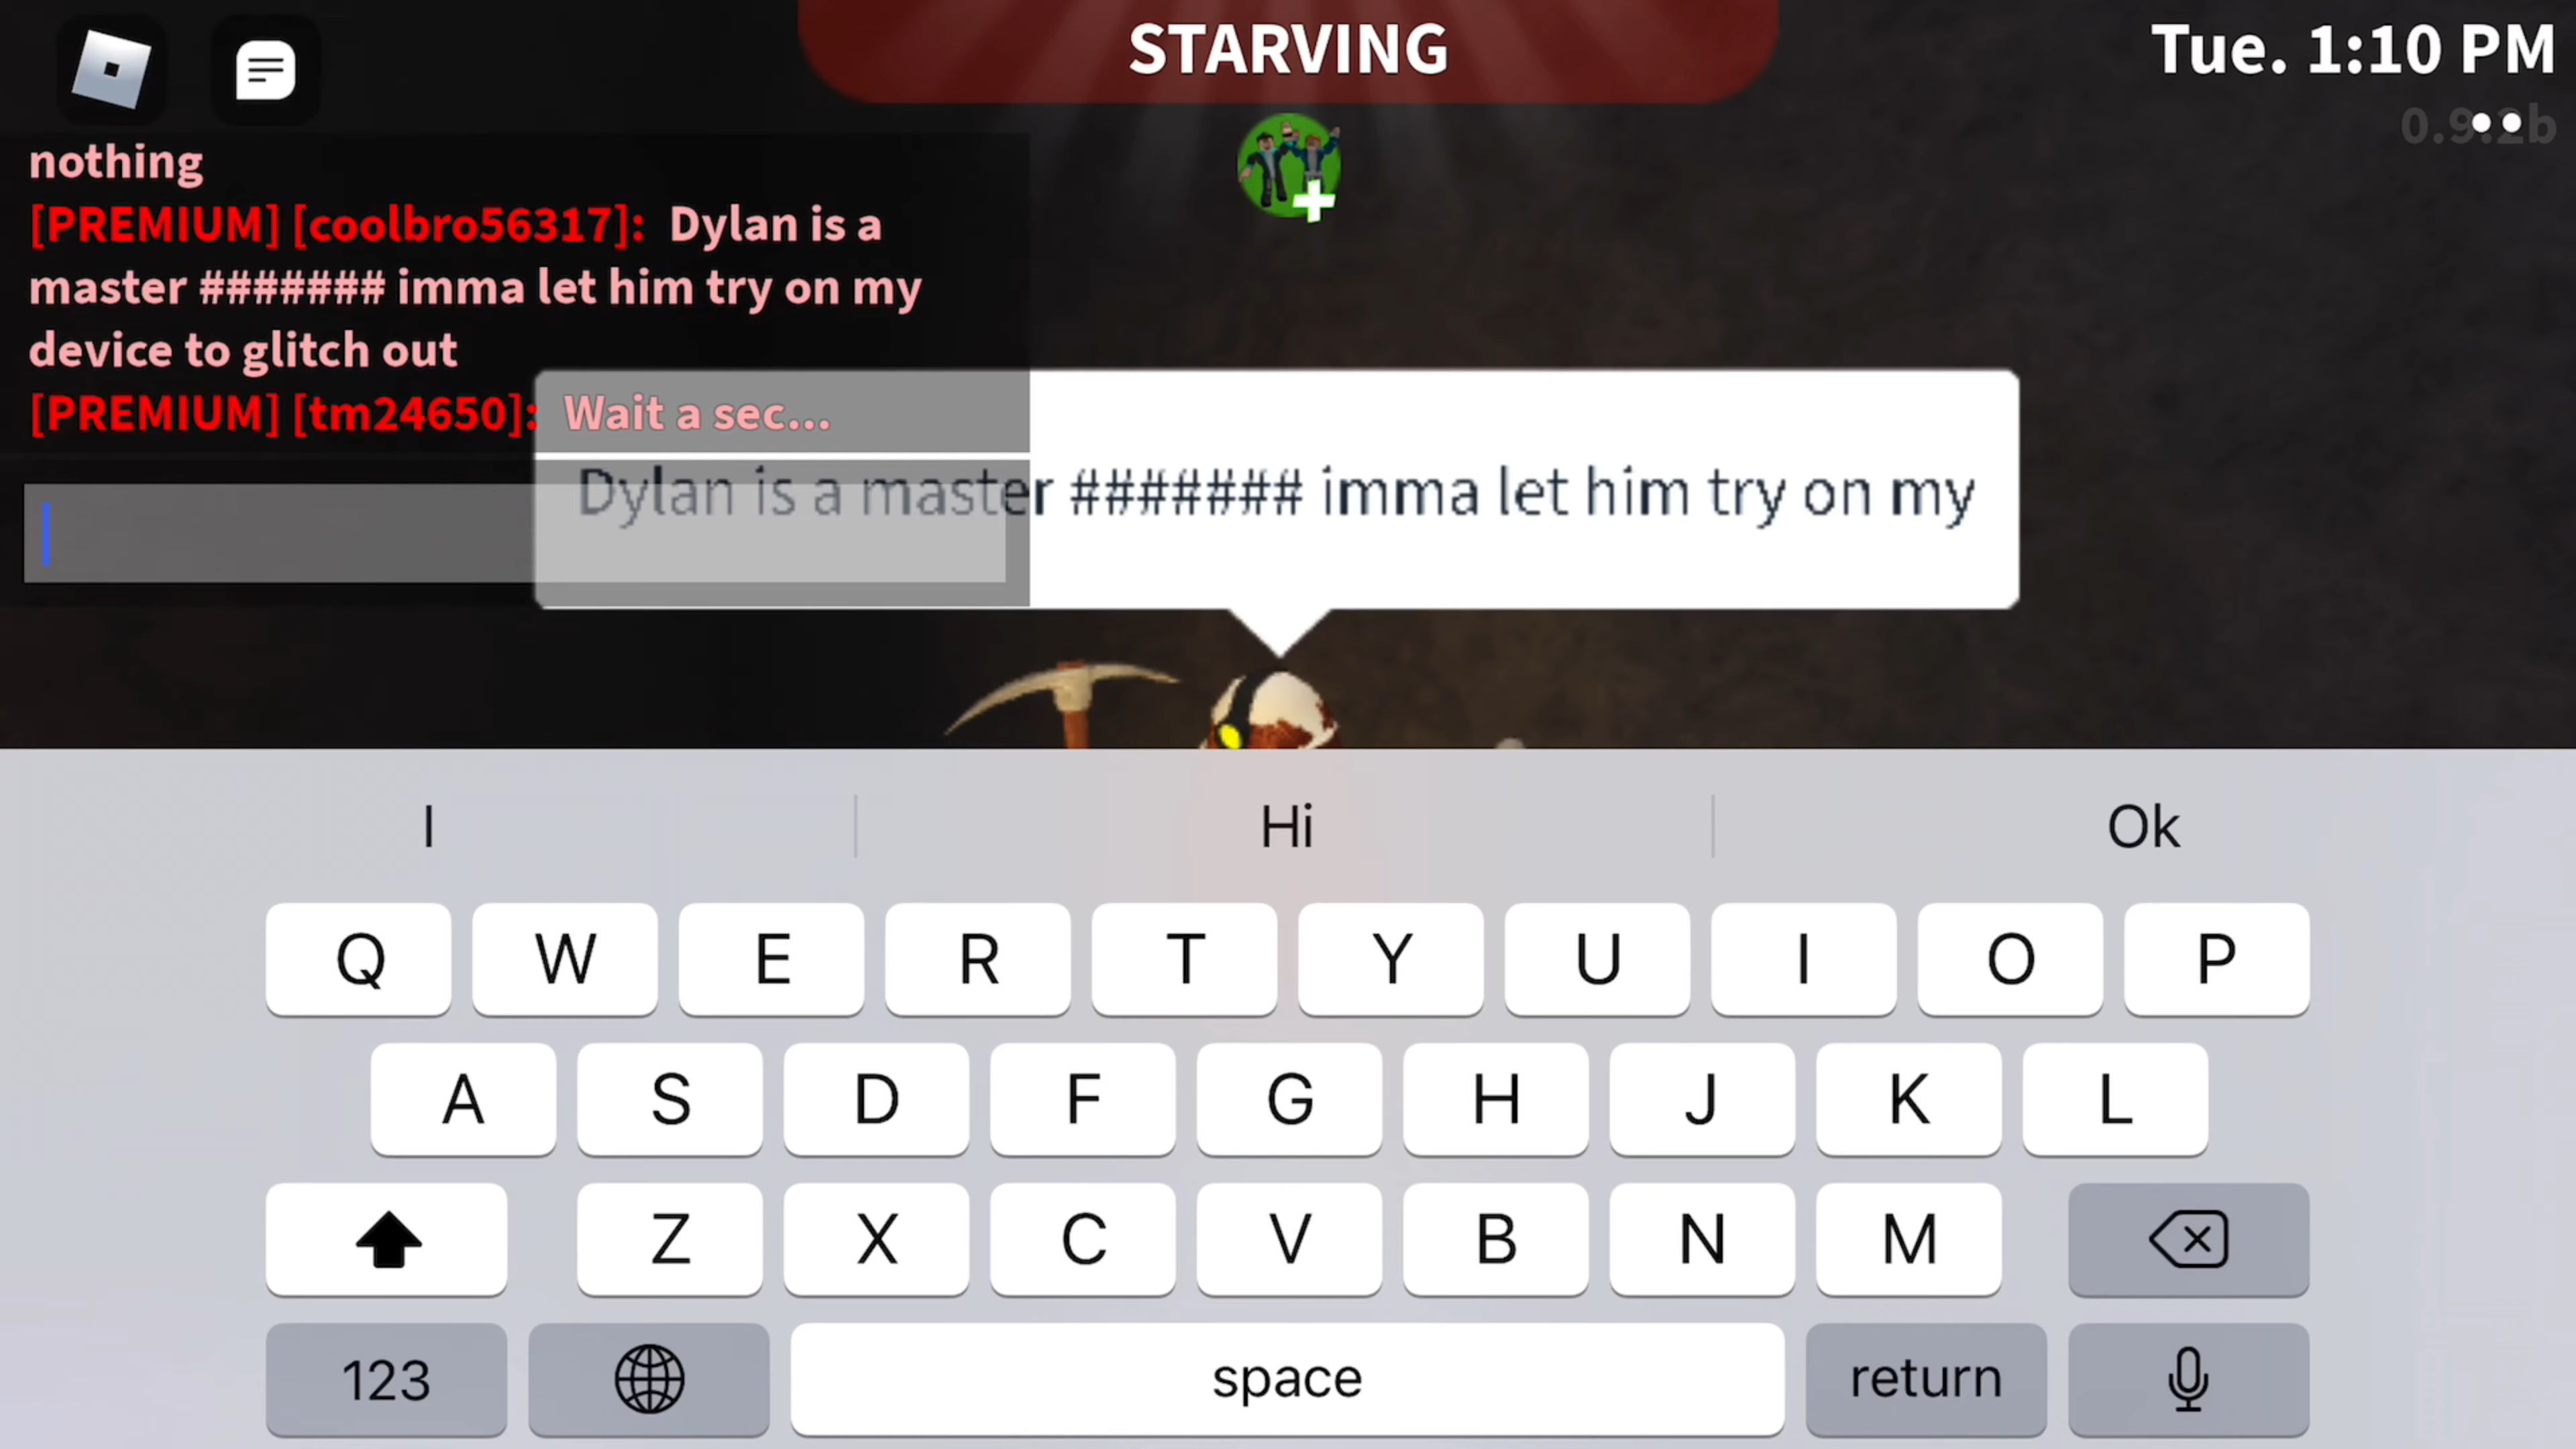 STARVING
Tue. 1:10 PM
nothing
[PREMIUM] [coolbro56317]: Dylan is a
master ####### imma let him try on my
device to glitch out
[PREMIUM] [tm24650]: Wait a sec...
Dylan is a master ####### imma let him try on my
I Hi Ok
Q W E R T Y U I O P
A S D F G H J K L
Z X C V B N M
123 space return